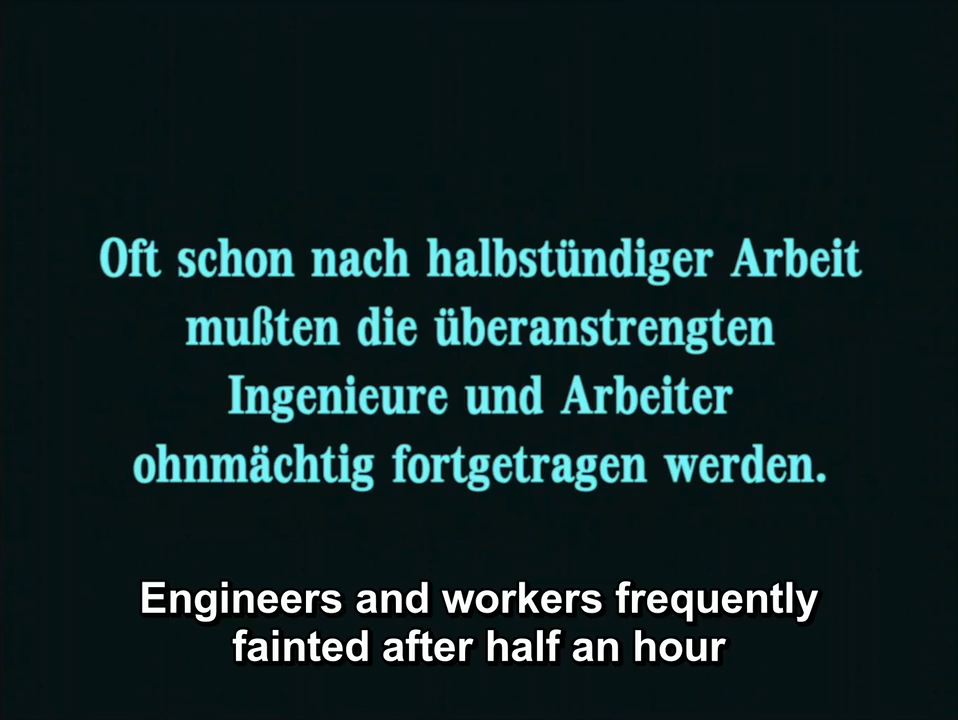 Oft schon nach halbstündiger Arbeit
mußten die überanstrengten
Ingenieure und Arbeiter
ohnmächtig fortgetragen werden.
Engineers and workers frequently
fainted after half an hour